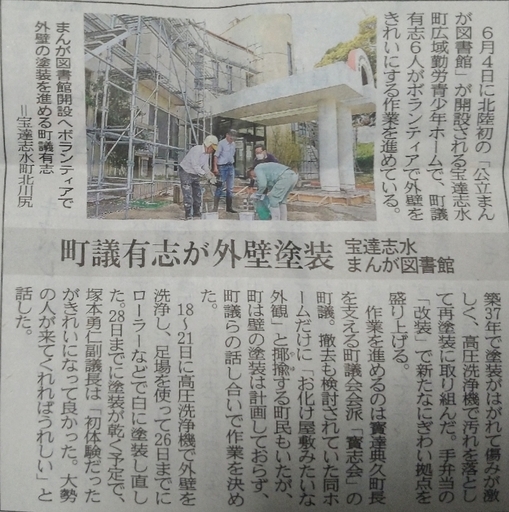 ６月４日に北陸初の「公立まん
が図書館」が開設される宝達志水
町広域勤労青少年ホームで、町議
有志６人がボランティアで外壁を
きれいにする作業を進めている。
まんが図書館開設へボランティアで
外壁の塗装を進める町議有志
＝宝達志水町北川尻
宝達志水
まんが図書館
町議有志が外壁塗装
築37年で塗装がはがれて傷みが激
しく、高圧洗浄機で汚れを落とし
て再塗装に取り組んだ。手弁当の
「改装」で新たなにぎわい拠点を
盛り上げる。
作業を進めるのは寳達典久町長
を支える町議会会派「寳志会」の
町議。撤去も検討されていた同ホ
ームだけに「お化け屋敷みたいな
外観」と揶揄する町民もいたが、
やゆ
町は壁の塗装は計画しておらず、
町議らの話し合いで作業を決め
た。
18～21日に高圧洗浄機で外壁を
洗浄し、足場を使って26日までに
ローラーなどで白に塗装し直し
た。28日までに塗装が乾く予定で、
塚本勇仁副議長は「初体験だった
がきれいになって良かった。大勢
の人が来てくれればうれしい」と
話した。